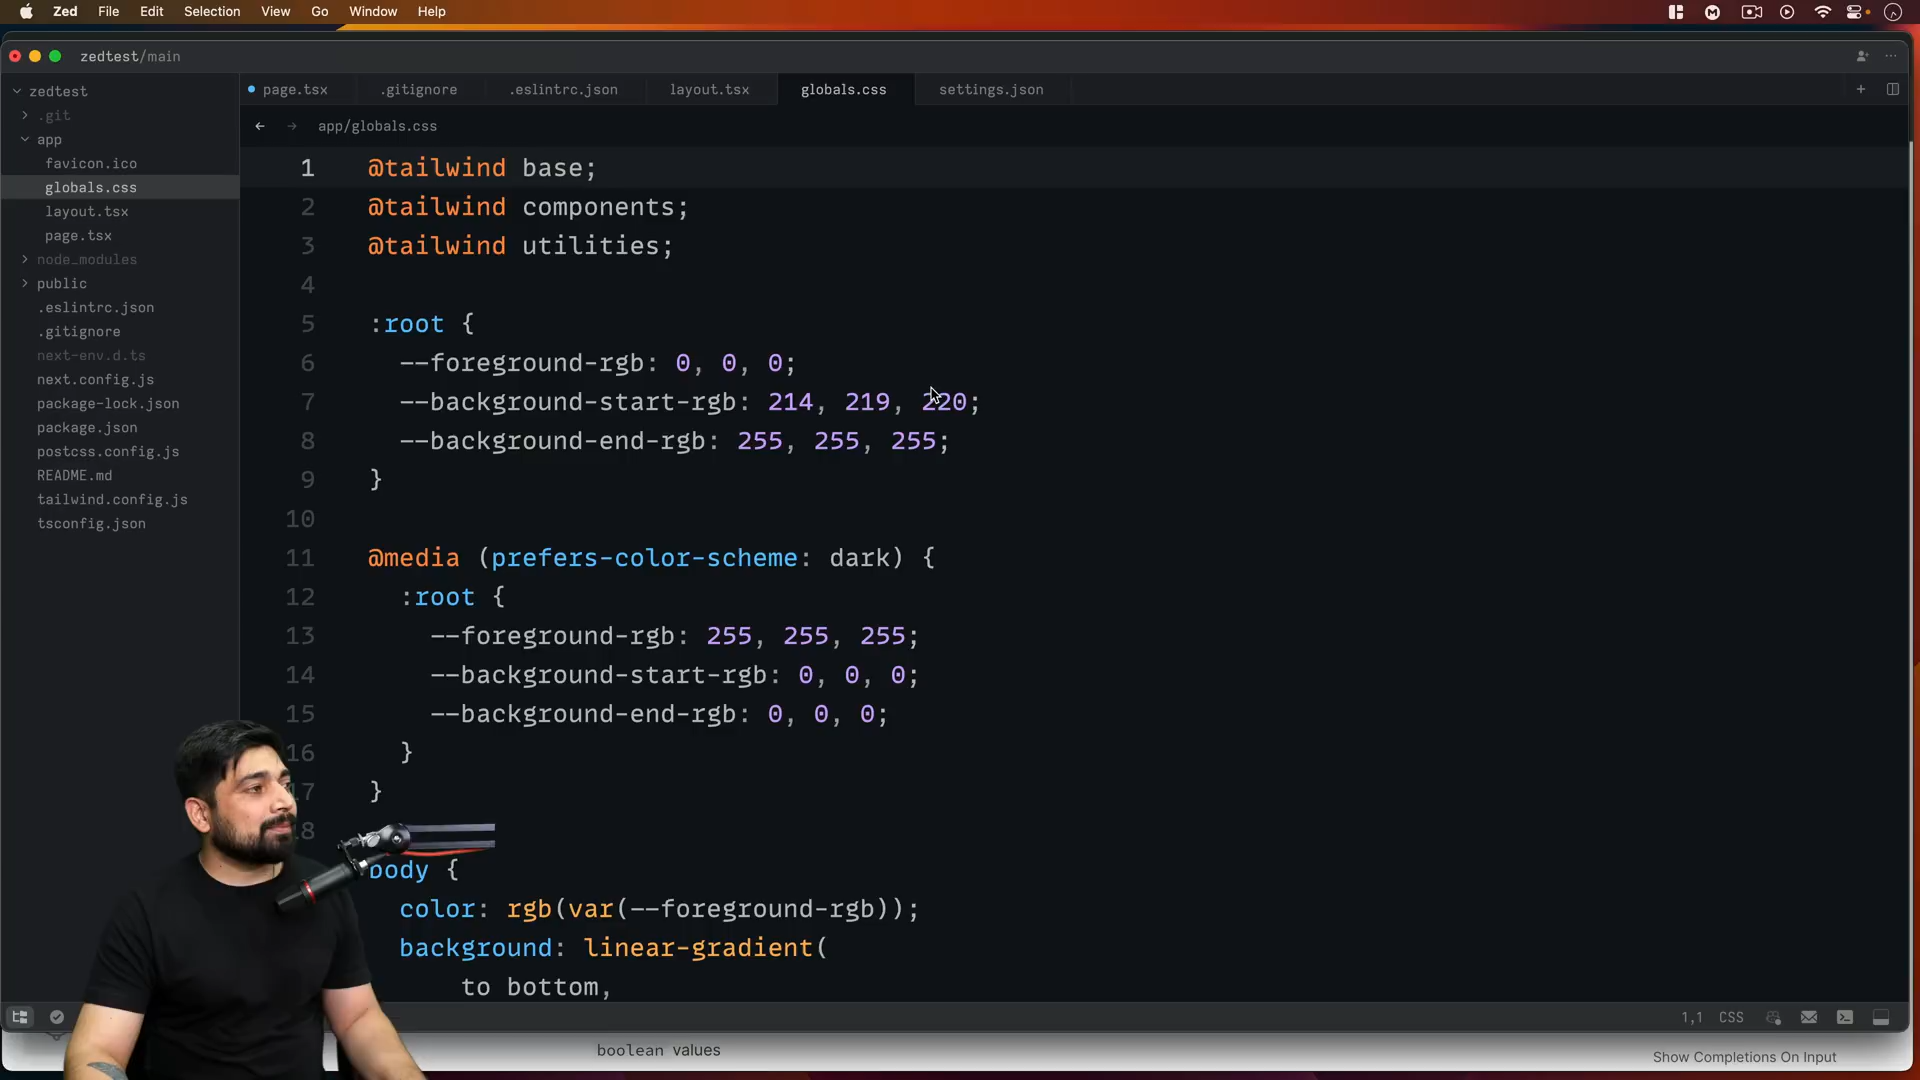 Zed File Edit Selection View Go Window Help
zedtest/main
zedtest
.git
app
favicon.ico
globals.css
layout.tsx
page.tsx
node_modules
public
.eslintrc.json
.gitignore
next-env.d.ts
next.config.js
package-lock.json
package.json
postcss.config.js
README.md
tailwind.config.js
tsconfig.json
page.tsx .gitignore .eslintrc.json layout.tsx globals.css settings.json
app/globals.css
1 @tailwind base;
2 @tailwind components;
3 @tailwind utilities;
4
5 :root {
6 --foreground-rgb: 0, 0, 0;
7 --background-start-rgb: 214, 219, 220;
8 --background-end-rgb: 255, 255, 255;
9 }
10
11 @media (prefers-color-scheme: dark) {
12 :root {
13 --foreground-rgb: 255, 255, 255;
14 --background-start-rgb: 0, 0, 0;
15 --background-end-rgb: 0, 0, 0;
16 }
17 }
18
body {
color: rgb(var(--foreground-rgb));
background: linear-gradient(
to bottom,
1,1 CSS
boolean values
Show Completions On Input